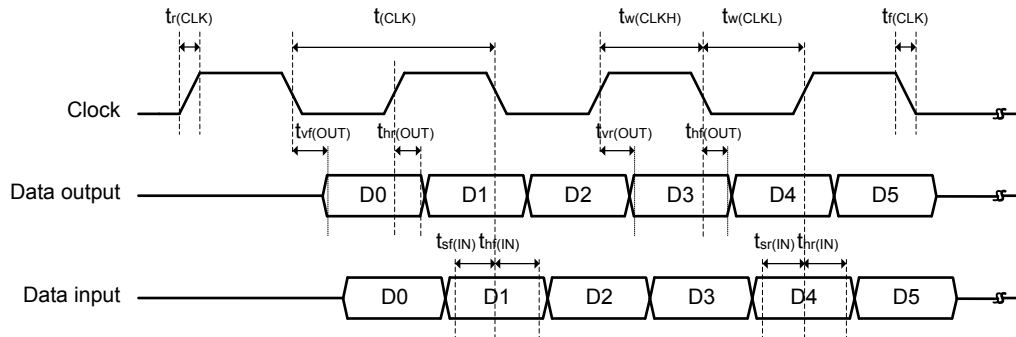 tr(CLK) t(CLK) tw(CLKH) tw(CLKL) tf(CLK)
Clock
tvf(OUT) thr(OUT) tvr(OUT) thf(OUT)
Data output D0 D1 D2 D3 D4 D5
tsf(IN) thf(IN) tsr(IN) thr(IN)
Data input D0 D1 D2 D3 D4 D5